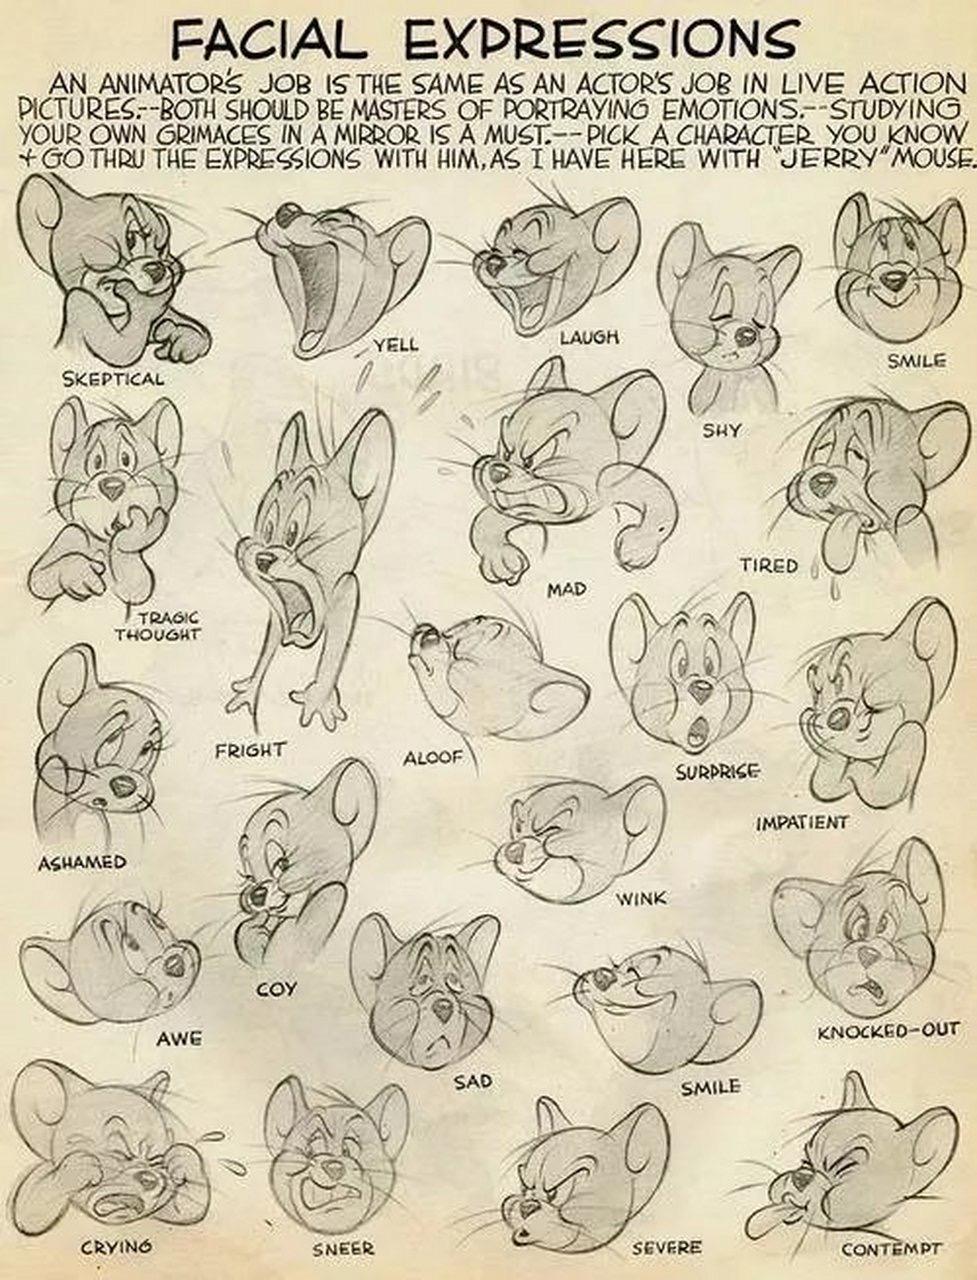 FACIAL EXPRESSIONS
AN ANIMATOR'S JOB IS THE SAME AS AN ACTOR'S JOB IN LIVE ACTION
PICTURES.--BOTH SHOULD BE MASTERS OF PORTRAYING EMOTIONS.--STUDYING
YOUR OWN GRIMACES IN A MIRROR IS A MUST.--PICK A CHARACTER YOU KNOW,
+ GO THRU THE EXPRESSIONS WITH HIM, AS I HAVE HERE WITH "JERRY" MOUSE.
SKEPTICAL
YELL
LAUGH
SHY
SMILE
TRAGIC
THOUGHT
FRIGHT
MAD
TIRED
ASHAMED
ALOOF
SURPRISE
IMPATIENT
AWE
COY
WINK
SAD
SMILE
KNOCKED-OUT
CRYING
SNEER
SEVERE
CONTEMPT